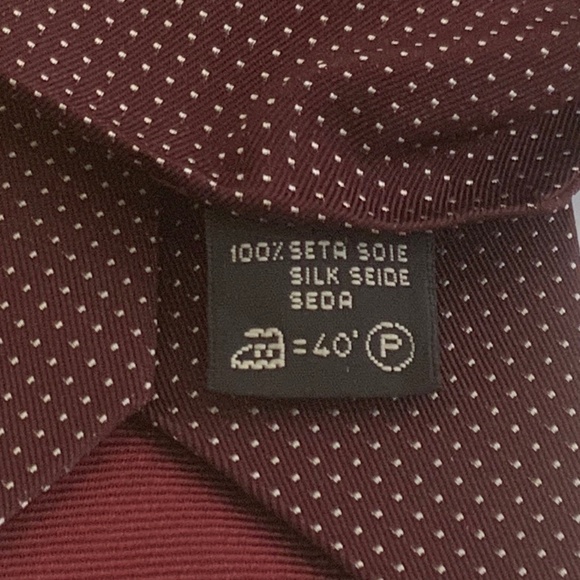 100% SETA SOIE
SILK SEIDE
SEDA
= 40° P